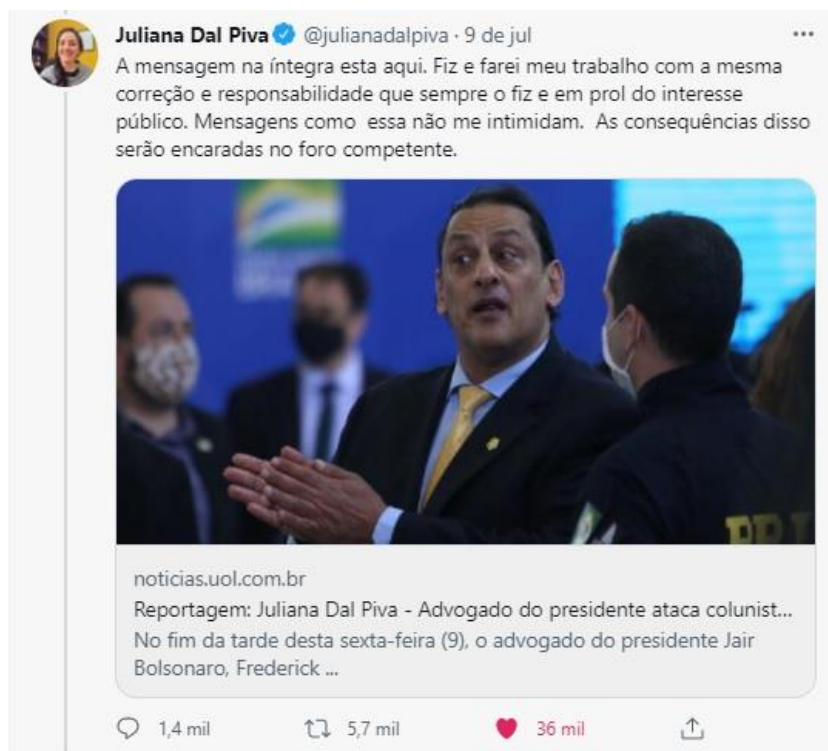 Juliana Dal Piva @julianadalpiva · 9 de jul
A mensagem na íntegra esta aqui. Fiz e farei meu trabalho com a mesma
correção e responsabilidade que sempre o fiz e em prol do interesse
público. Mensagens como essa não me intimidam. As consequências disso
serão encaradas no foro competente.
noticias.uol.com.br
Reportagem: Juliana Dal Piva - Advogado do presidente ataca colunist...
No fim da tarde desta sexta-feira (9), o advogado do presidente Jair
Bolsonaro, Frederick ...
1,4 mil 5,7 mil 36 mil